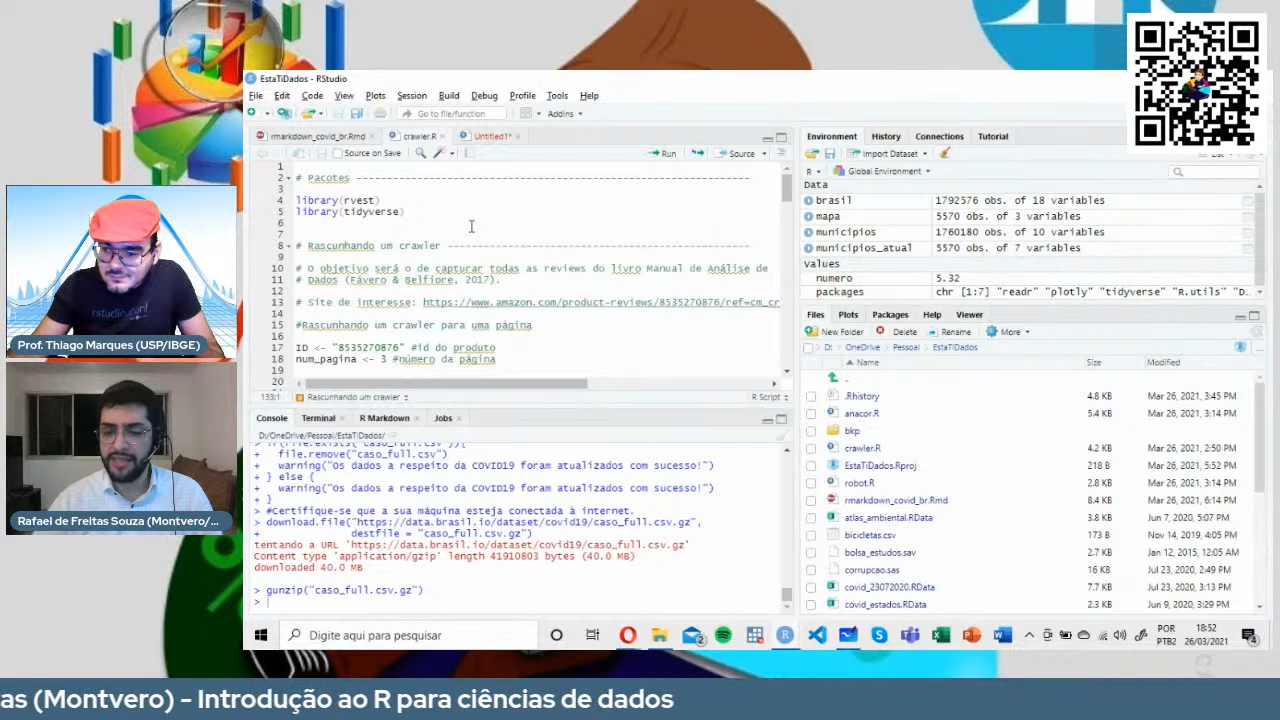 EstaTiDados - RStudio
File Edit Code View Plots Session Build Debug Profile Tools Help
Go to file/function
Addins
rmarkdown_covid_br.Rmd
crawler.R
Untitled1*
Source on Save
Run
Source
1
2 # Pacotes
3
4 library(rvest)
5 library(tidyverse)
6
7
8 # Rascunhando um crawler
9
10 # O objetivo será o de capturar todas as reviews do livro Manual de Análise de
11 # Dados (Fávero & Belfiore, 2017).
12
13 # Site de interesse: https://www.amazon.com/product-reviews/8535270876/ref=cm_cr
14
15 #Rascunhando um crawler para uma página
16
17 ID <- "8535270876" #id do produto
18 num_pagina <- 3 #número da página
19
20
133:1
Rascunhando um crawler
R Script
Console Terminal R Markdown Jobs
D:/OneDrive/Pessoal/EstaTiDados/
> if(file.exists("caso_full.csv")){
+ file.remove("caso_full.csv")
+ warning("Os dados a respeito da COVID19 foram atualizados com sucesso!")
+ } else {
+ warning("Os dados a respeito da COVID19 foram atualizados com sucesso!")
+ }
> #Certifique-se que a sua máquina esteja conectada à internet.
> download.file("https://data.brasil.io/dataset/covid19/caso_full.csv.gz",
+ destfile = "caso_full.csv.gz")
tentando a URL 'https://data.brasil.io/dataset/covid19/caso_full.csv.gz'
Content type 'application/gzip' length 41910803 bytes (40.0 MB)
downloaded 40.0 MB
> gunzip("caso_full.csv.gz")
>
Environment History Connections Tutorial
Import Dataset
R
Global Environment
Data
brasil 1792576 obs. of 18 variables
mapa 5570 obs. of 3 variables
municipios 1760180 obs. of 10 variables
municipios_atual 5570 obs. of 7 variables
Values
numero 5.32
packages chr [1:7] "readr" "plotly" "tidyverse" "R.utils" "D...
Files Plots Packages Help Viewer
New Folder Delete Rename More
D: OneDrive Pessoal EstaTiDados
Name Size Modified
..
.Rhistory 4.8 KB Mar 26, 2021, 3:45 PM
anacor.R 5.4 KB Mar 26, 2021, 3:14 PM
bkp
crawler.R 4.2 KB Mar 26, 2021, 2:50 PM
EstaTiDados.Rproj 218 B Mar 26, 2021, 5:52 PM
robot.R 2.8 KB Mar 26, 2021, 3:14 PM
rmarkdown_covid_br.Rmd 8.4 KB Mar 26, 2021, 6:14 PM
atlas_ambiental.RData 3.8 KB Jun 7, 2020, 5:07 PM
bicicletas.csv 173 B Nov 14, 2019, 4:05 PM
bolsa_estudos.sav 2.1 KB Jan 12, 2015, 12:05 AM
corrupcao.sas 16 KB Jul 23, 2020, 2:49 PM
covid_23072020.RData 7.7 KB Jul 23, 2020, 3:13 PM
covid_estados.RData 2.3 KB Jun 9, 2020, 3:29 PM
Digite aqui para pesquisar
POR
PTB2
18:52
26/03/2021
rstudio::conf
Prof. Thiago Marques (USP/IBGE)
Rafael de Freitas Souza (Montvero/...
as (Montvero) – Introdução ao R para ciências de dados